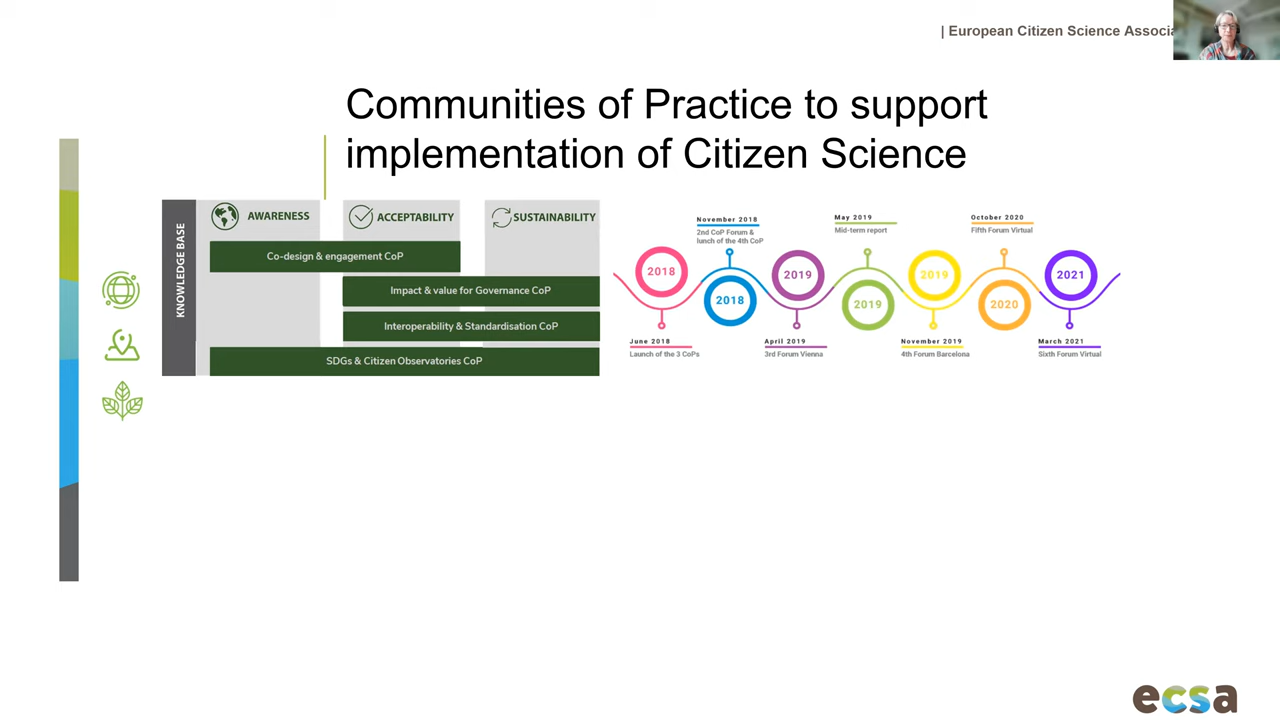 | European Citizen Science Associa
Communities of Practice to support
implementation of Citizen Science
KNOWLEDGE BASE
AWARENESS
ACCEPTABILITY
SUSTAINABILITY
Co-design & engagement CoP
Impact & value for Governance CoP
Interoperability & Standardisation CoP
SDGs & Citizen Observatories CoP
2018
June 2018
Launch of the 3 CoPs
November 2018
2nd CoP Forum &
lunch of the 4th CoP
2018
2019
April 2019
3rd Forum Vienna
May 2019
Mid-term report
2019
2019
November 2019
4th Forum Barcelona
October 2020
Fifth Forum Virtual
2020
2021
March 2021
Sixth Forum Virtual
ecsa